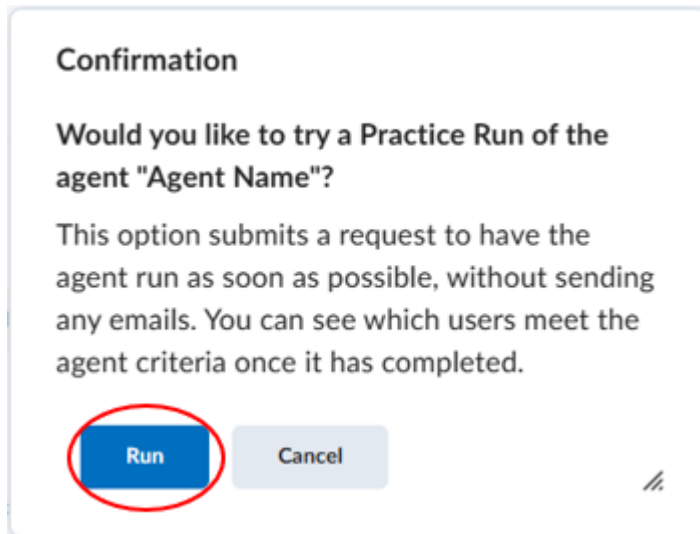 Confirmation
Would you like to try a Practice Run of the
agent "Agent Name"?
This option submits a request to have the
agent run as soon as possible, without sending
any emails. You can see which users meet the
agent criteria once it has completed.
Run Cancel